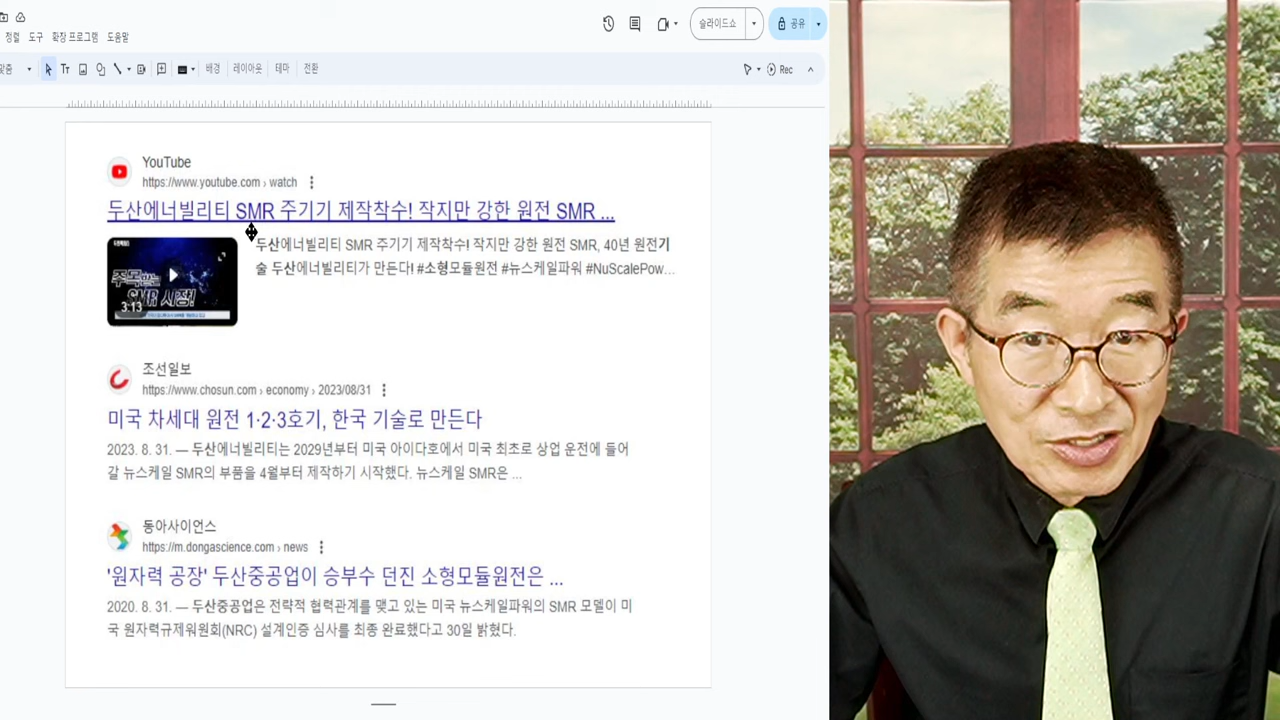 정렬 도구 확장 프로그램 도움말
슬라이드쇼
공유
맞춤
배경 레이아웃 테마 전환
Rec
YouTube
https://www.youtube.com › watch
두산에너빌리티 SMR 주기기 제작착수! 작지만 강한 원전 SMR ...
두산에너빌리티 SMR 주기기 제작착수! 작지만 강한 원전 SMR, 40년 원전기
술 두산에너빌리티가 만든다! #소형모듈원전 #뉴스케일파워 #NuScalePow...
주목받는
SMR 시장!
3:13
조선일보
https://www.chosun.com › economy › 2023/08/31
미국 차세대 원전 1·2·3호기, 한국 기술로 만든다
2023. 8. 31. — 두산에너빌리티는 2029년부터 미국 아이다호에서 미국 최초로 상업 운전에 들어
갈 뉴스케일 SMR의 부품을 4월부터 제작하기 시작했다. 뉴스케일 SMR은 ...
동아사이언스
https://m.dongascience.com › news
'원자력 공장' 두산중공업이 승부수 던진 소형모듈원전은 ...
2020. 8. 31. — 두산중공업은 전략적 협력관계를 맺고 있는 미국 뉴스케일파워의 SMR 모델이 미
국 원자력규제위원회(NRC) 설계인증 심사를 최종 완료했다고 30일 밝혔다.